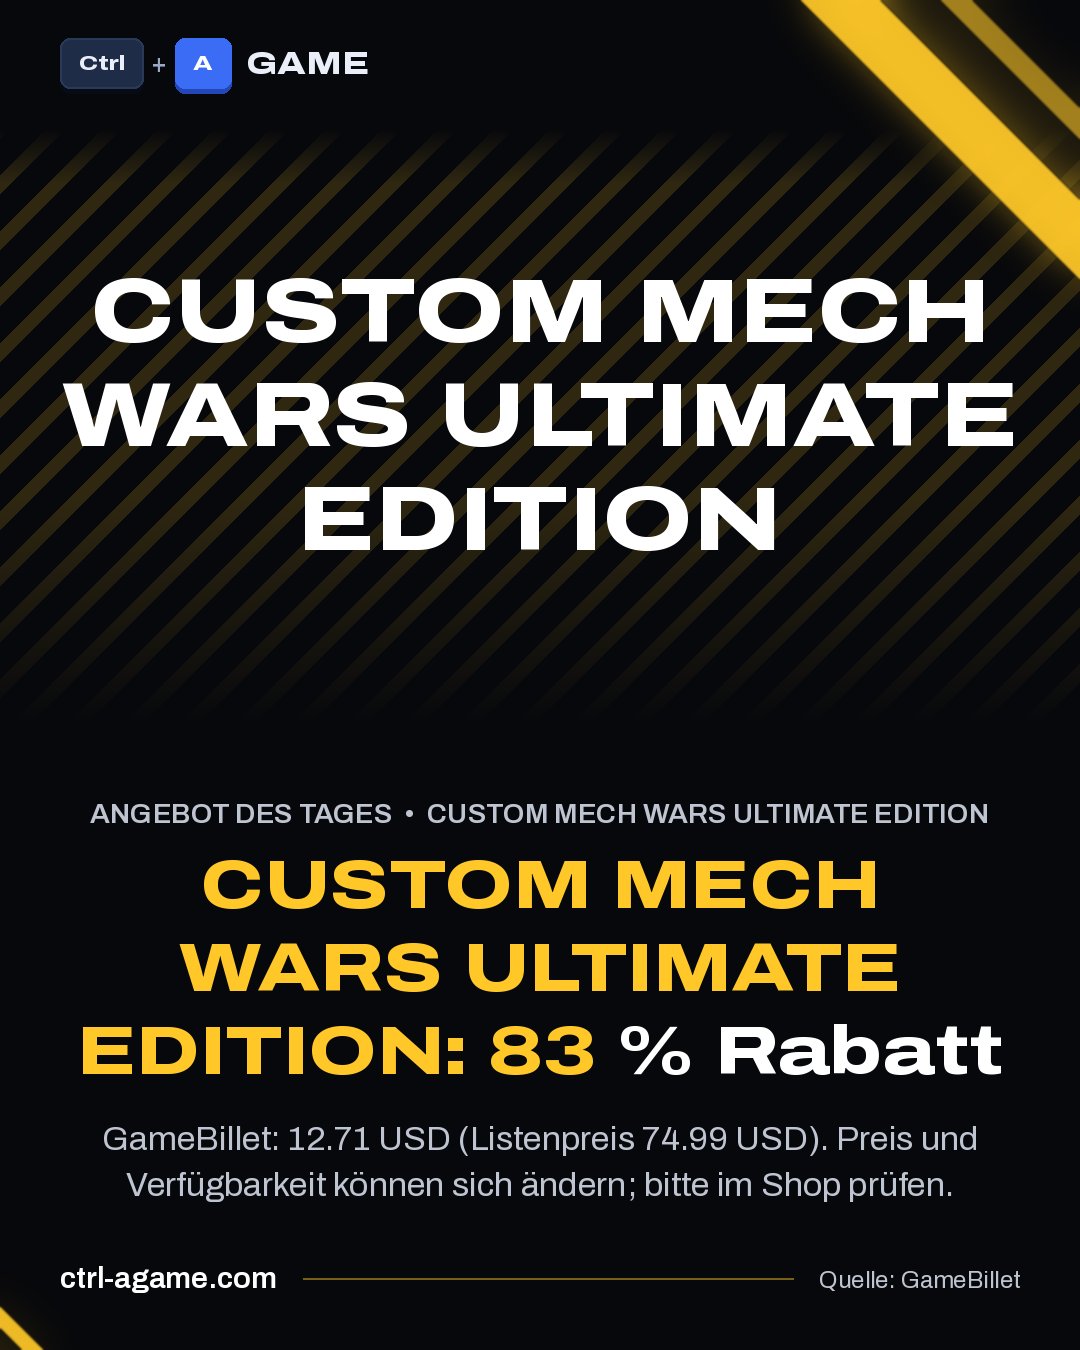 Ctrl + A GAME
CUSTOM MECH
WARS ULTIMATE
EDITION
ANGEBOT DES TAGES • CUSTOM MECH WARS ULTIMATE EDITION
CUSTOM MECH
WARS ULTIMATE
EDITION: 83 % Rabatt
GameBillet: 12.71 USD (Listenpreis 74.99 USD). Preis und
Verfügbarkeit können sich ändern; bitte im Shop prüfen.
ctrl-agame.com
Quelle: GameBillet